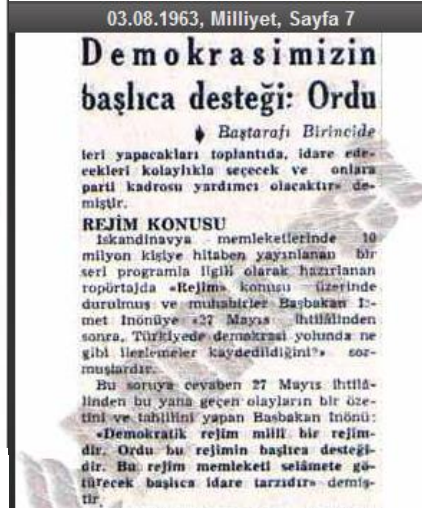 03.08.1963, Milliyet, Sayfa 7
Demokrasimizin
başlıca desteği: Ordu
Baştarafı Birincide
leri yapacakları toplantıda, idare ede-
cekleri kolaylıkla seçecek ve onlara
parti kadrosu yardımcı olacaktır» de-
miştir.
REJİM KONUSU
İskandinavya memleketlerinde 10
milyon kişiye hitaben yayınlanan bir
seri programla ilgili olarak hazırlanan
ropörtajda «Rejim» konusu üzerinde
durulmuş ve muhabirler Başbakan İs-
met İnönüye «27 Mayıs ihtilâlinden
sonra, Türkiyede demokrasi yolunda ne
gibi ilerlemeler kaydedildiğini?» sor-
muşlardır.
Bu soruya cevaben 27 Mayıs ihtilâ-
linden bu yana geçen olayların bir öze-
tini ve tahlilini yapan Başbakan İnönü:
«Demokratik rejim milli bir rejim-
dir. Ordu bu rejimin başlıca desteği-
dir. Bu rejim memleketi selâmete gö-
türecek başlıca idare tarzıdır» demiş-
tir.